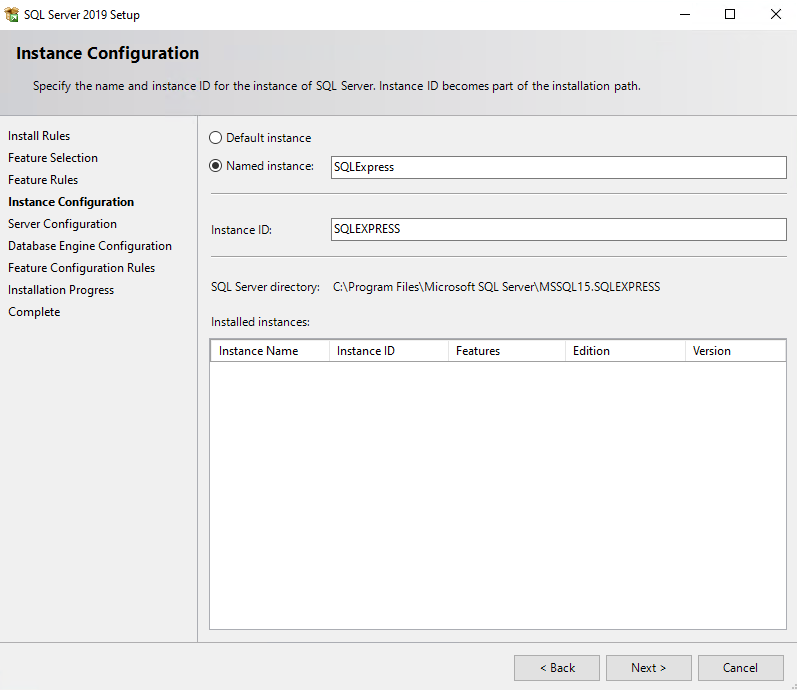 SQL Server 2019 Setup
Instance Configuration
Specify the name and instance ID for the instance of SQL Server. Instance ID becomes part of the installation path.
Install Rules
Feature Selection
Feature Rules
Instance Configuration
Server Configuration
Database Engine Configuration
Feature Configuration Rules
Installation Progress
Complete
Default instance
Named instance: SQLExpress
Instance ID: SQLEXPRESS
SQL Server directory: C:\Program Files\Microsoft SQL Server\MSSQL15.SQLEXPRESS
Installed instances:
Instance Name Instance ID Features Edition Version
< Back Next > Cancel